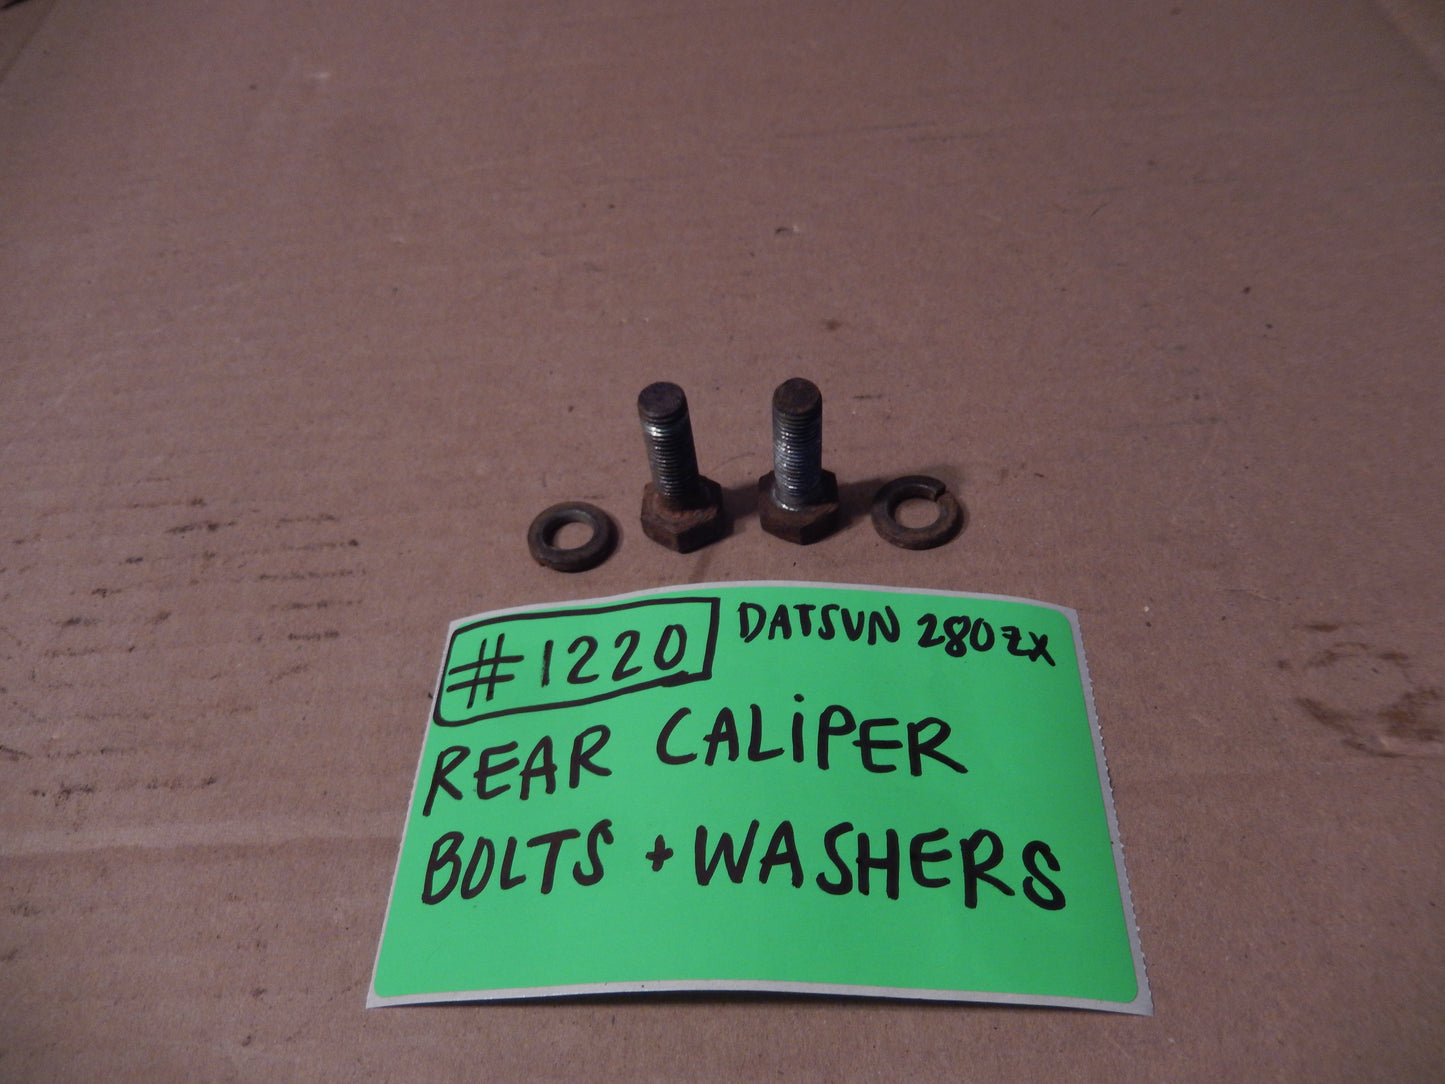 #1220 DATSUN 280ZX
REAR CALiPER
BOLTS + WASHERS